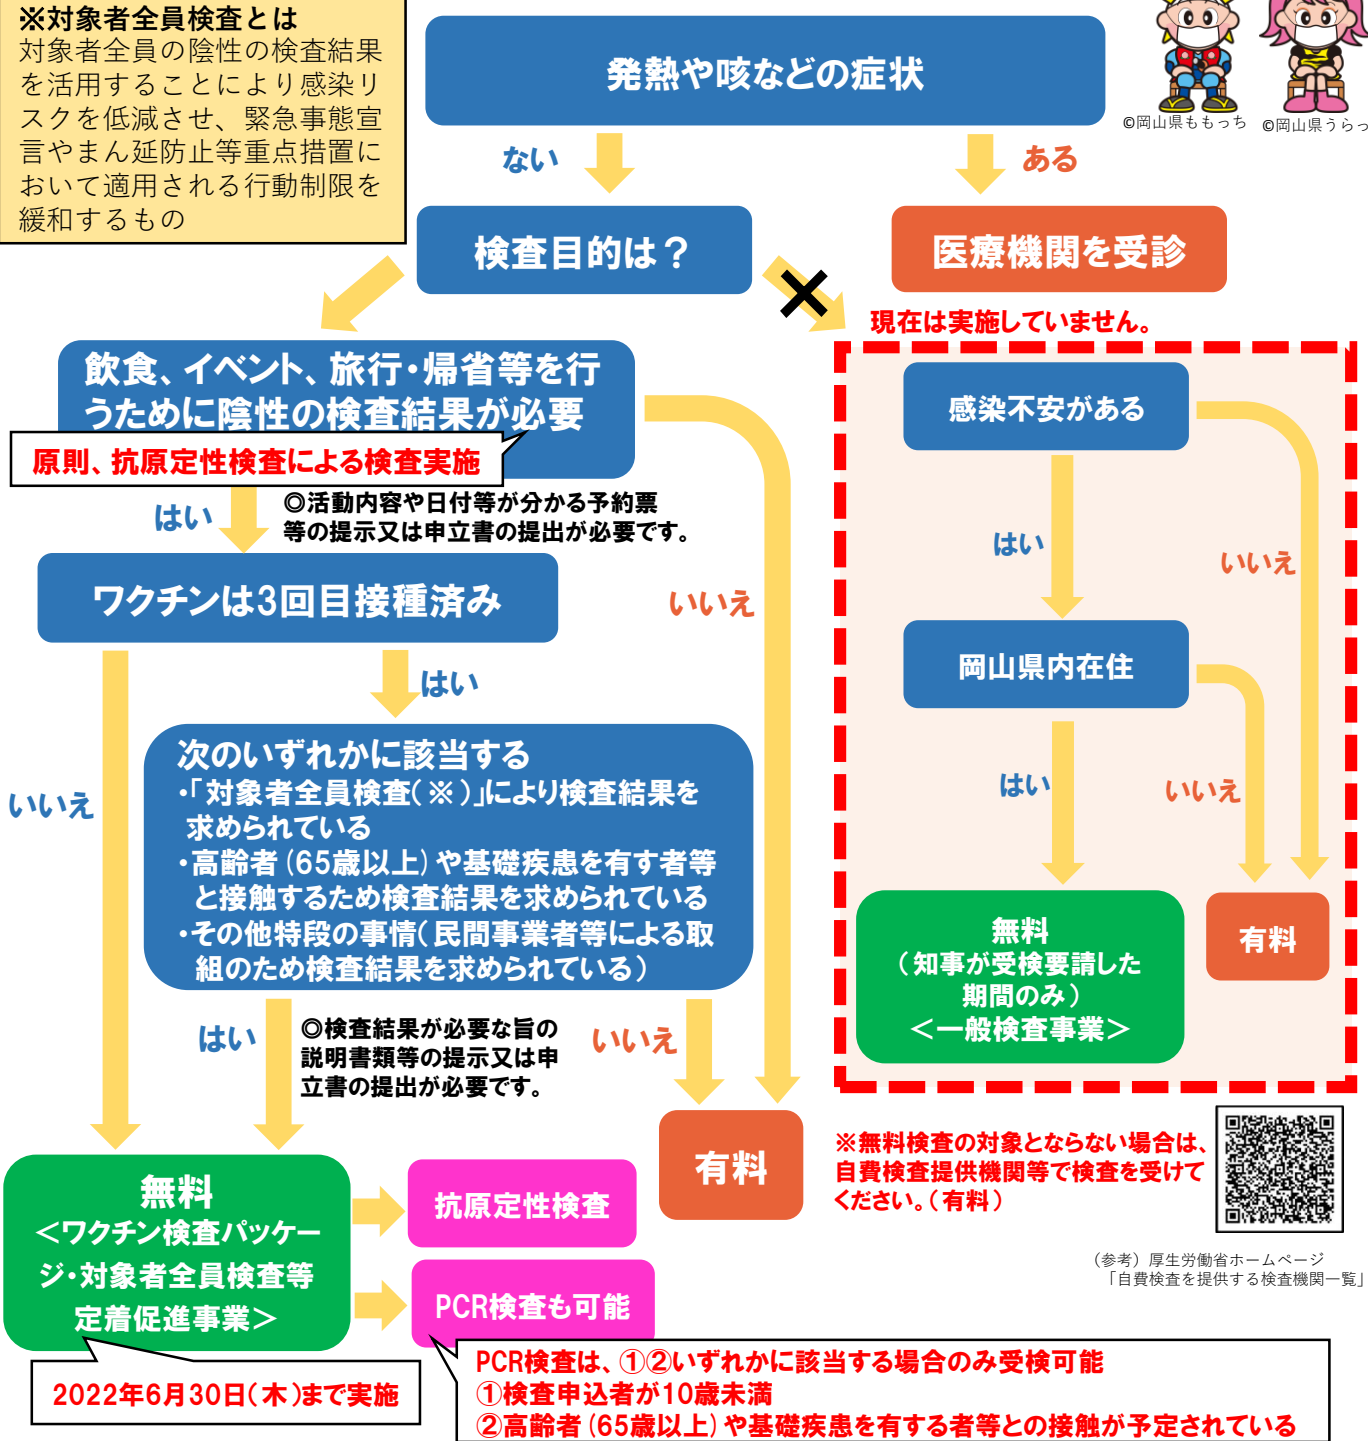 ※対象者全員検査とは
対象者全員の陰性の検査結果
を活用することにより感染リ
スクを低減させ、緊急事態宣
言やまん延防止等重点措置に
おいて適用される行動制限を
緩和するもの
発熱や咳などの症状
©岡山県ももっち
©岡山県うらっ
ない
ある
検査目的は？
医療機関を受診
現在は実施していません。
飲食、イベント、旅行・帰省等を行
うために陰性の検査結果が必要
原則、抗原定性検査による検査実施
はい
◎活動内容や日付等が分かる予約票
等の提示又は申立書の提出が必要です。
ワクチンは3回目接種済み
いいえ
はい
いいえ
次のいずれかに該当する
・「対象者全員検査(※)」により検査結果を
求められている
・高齢者(65歳以上)や基礎疾患を有す者等
と接触するため検査結果を求められている
・その他特段の事情(民間事業者等による取
組のため検査結果を求められている)
はい
◎検査結果が必要な旨の
説明書類等の提示又は申
立書の提出が必要です。
いいえ
有料
無料
<ワクチン検査パッケー
ジ・対象者全員検査等
定着促進事業>
抗原定性検査
PCR検査も可能
2022年6月30日(木)まで実施
PCR検査は、①②いずれかに該当する場合のみ受検可能
①検査申込者が10歳未満
②高齢者(65歳以上)や基礎疾患を有する者等との接触が予定されている
感染不安がある
はい
いいえ
岡山県内在住
はい
いいえ
無料
(知事が受検要請した
期間のみ)
<一般検査事業>
有料
※無料検査の対象とならない場合は、
自費検査提供機関等で検査を受けて
ください。(有料)
(参考)厚生労働省ホームページ
「自費検査を提供する検査機関一覧」